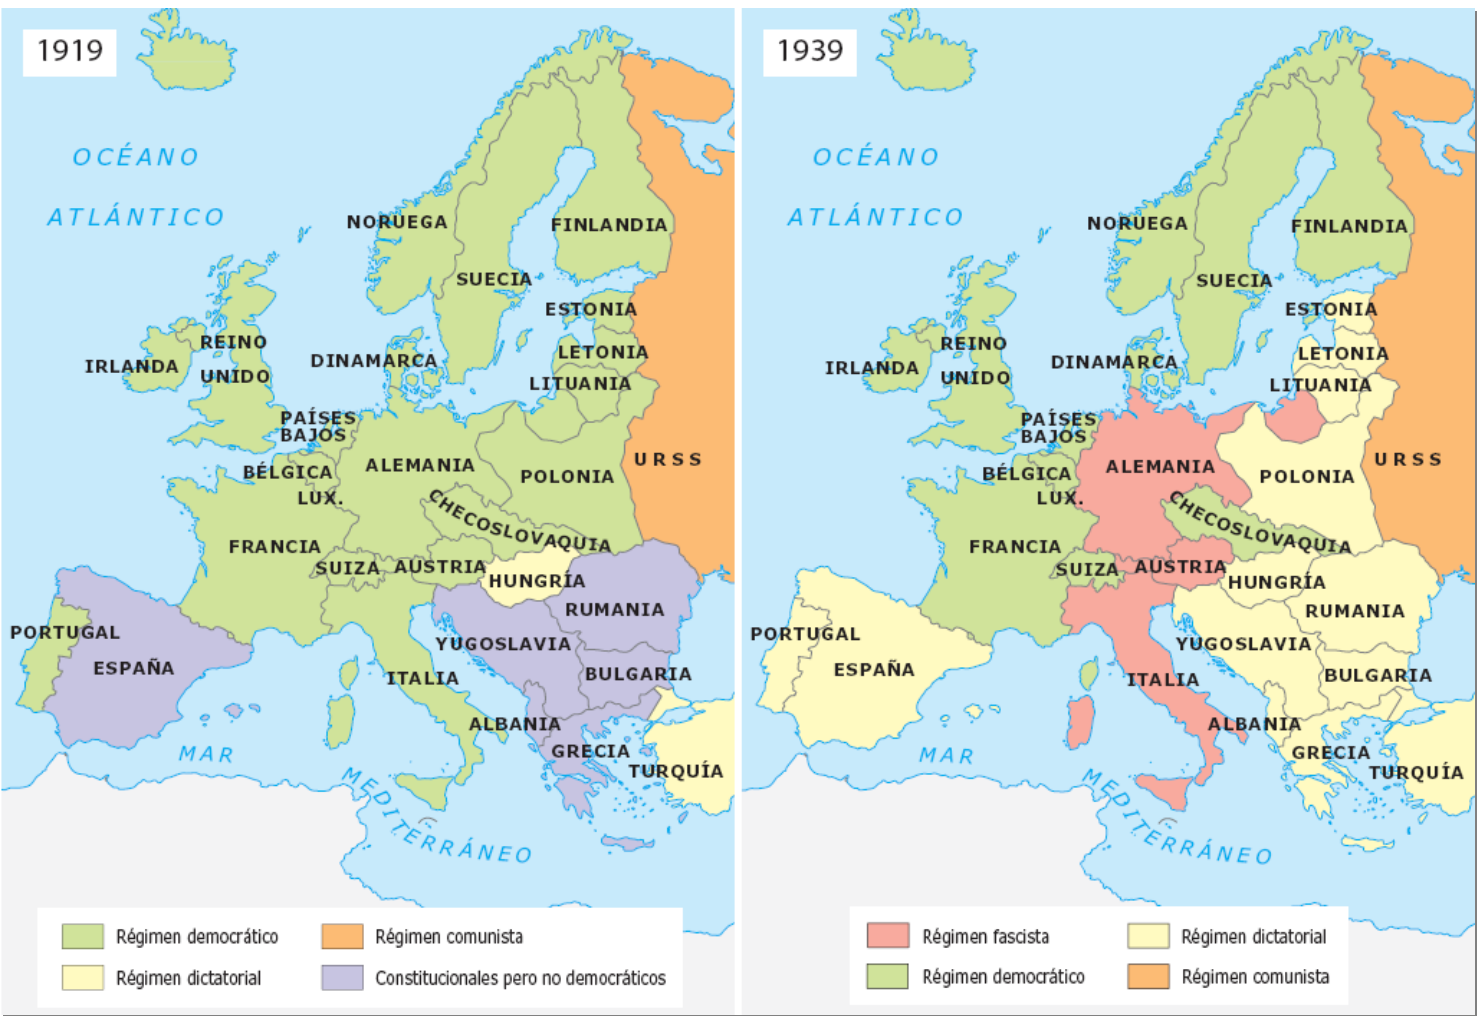 1919
OCÉANO
ATLÁNTICO
NORUEGA
FINLANDIA
SUECIA
ESTONIA
REINO
UNIDO
IRLANDA
DINAMARCA
LETONIA
LITUANIA
PAÍSES
BAJOS
BÉLGICA
LUX.
ALEMANIA
POLONIA
URSS
CHECOSLOVAQUIA
FRANCIA
SUIZA
AUSTRIA
HUNGRÍA
RUMANIA
PORTUGAL
ESPAÑA
YUGOSLAVIA
BULGARIA
ITALIA
ALBANIA
GRECIA
TURQUÍA
MAR
MEDITERRÁNEO
Régimen democrático
Régimen comunista
Régimen dictatorial
Constitucionales pero no democráticos
1939
OCÉANO
ATLÁNTICO
NORUEGA
FINLANDIA
SUECIA
ESTONIA
REINO
UNIDO
IRLANDA
DINAMARCA
LETONIA
LITUANIA
PAÍSES
BAJOS
BÉLGICA
LUX.
ALEMANIA
POLONIA
URSS
CHECOSLOVAQUIA
FRANCIA
SUIZA
AUSTRIA
HUNGRÍA
RUMANIA
PORTUGAL
ESPAÑA
YUGOSLAVIA
BULGARIA
ITALIA
ALBANIA
GRECIA
TURQUÍA
MAR
MEDITERRÁNEO
Régimen fascista
Régimen dictatorial
Régimen democrático
Régimen comunista